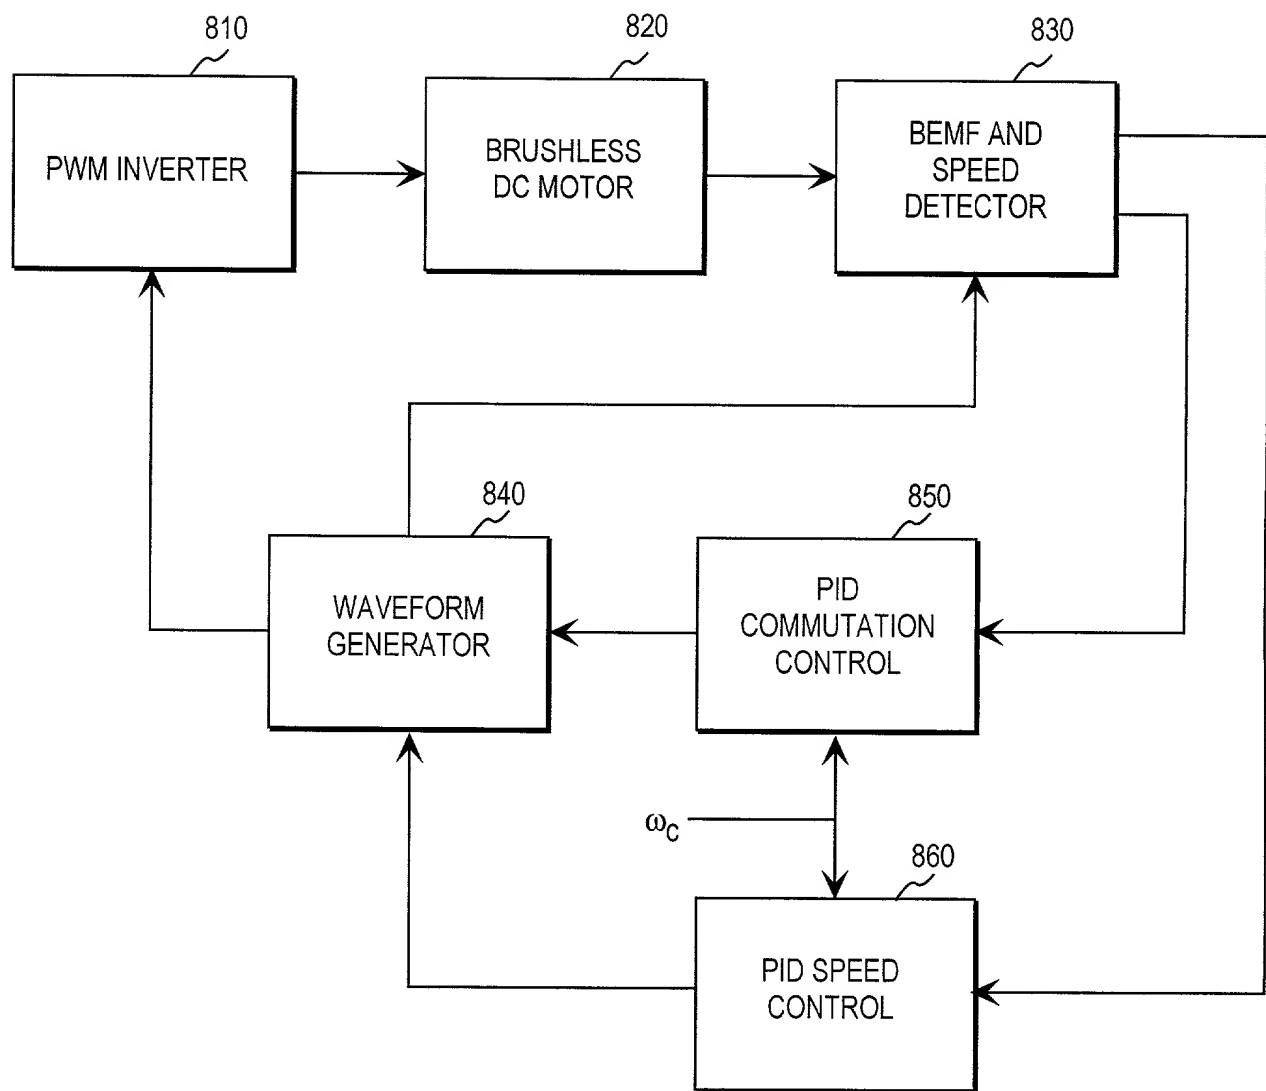 810
820
830
PWM INVERTER
BRUSHLESS
DC MOTOR
BEMF AND
SPEED
DETECTOR
840
850
WAVEFORM
GENERATOR
PID
COMMUTATION
CONTROL
ωC
860
PID SPEED
CONTROL